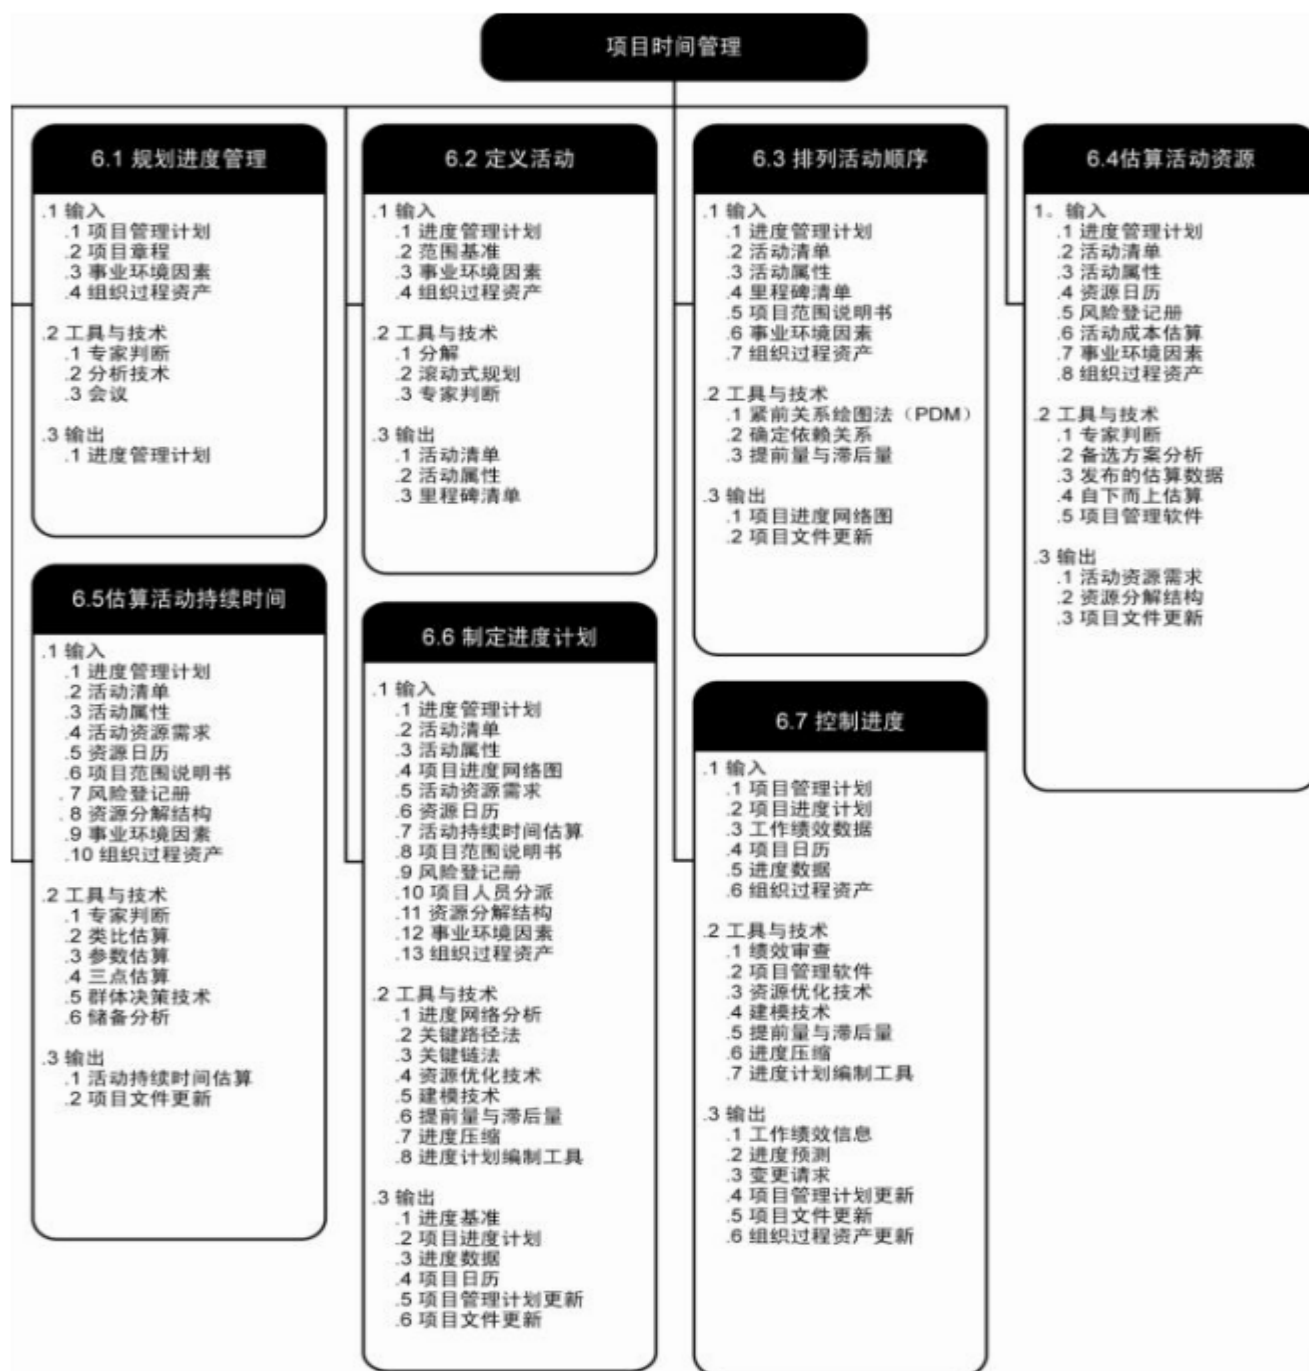 项目时间管理
6.1 规划进度管理
.1 输入
.1 项目管理计划
.2 项目章程
.3 事业环境因素
.4 组织过程资产
.2 工具与技术
.1 专家判断
.2 分析技术
.3 会议
.3 输出
.1 进度管理计划
6.2 定义活动
.1 输入
.1 进度管理计划
.2 范围基准
.3 事业环境因素
.4 组织过程资产
.2 工具与技术
.1 分解
.2 滚动式规划
.3 专家判断
.3 输出
.1 活动清单
.2 活动属性
.3 里程碑清单
6.3 排列活动顺序
.1 输入
.1 进度管理计划
.2 活动清单
.3 活动属性
.4 里程碑清单
.5 项目范围说明书
.6 事业环境因素
.7 组织过程资产
.2 工具与技术
.1 紧前关系绘图法（PDM）
.2 确定依赖关系
.3 提前量与滞后量
.3 输出
.1 项目进度网络图
.2 项目文件更新
6.4估算活动资源
1。输入
.1 进度管理计划
.2 活动清单
.3 活动属性
.4 资源日历
.5 风险登记册
.6 活动成本估算
.7 事业环境因素
.8 组织过程资产
.2 工具与技术
.1 专家判断
.2 备选方案分析
.3 发布的估算数据
.4 自下而上估算
.5 项目管理软件
.3 输出
.1 活动资源需求
.2 资源分解结构
.3 项目文件更新
6.5估算活动持续时间
.1 输入
.1 进度管理计划
.2 活动清单
.3 活动属性
.4 活动资源需求
.5 资源日历
.6 项目范围说明书
.7 风险登记册
.8 资源分解结构
.9 事业环境因素
.10 组织过程资产
.2 工具与技术
.1 专家判断
.2 类比估算
.3 参数估算
.4 三点估算
.5 群体决策技术
.6 储备分析
.3 输出
.1 活动持续时间估算
.2 项目文件更新
6.6 制定进度计划
.1 输入
.1 进度管理计划
.2 活动清单
.3 活动属性
.4 项目进度网络图
.5 活动资源需求
.6 资源日历
.7 活动持续时间估算
.8 项目范围说明书
.9 风险登记册
.10 项目人员分派
.11 资源分解结构
.12 事业环境因素
.13 组织过程资产
.2 工具与技术
.1 进度网络分析
.2 关键路径法
.3 关键链法
.4 资源优化技术
.5 建模技术
.6 提前量与滞后量
.7 进度压缩
.8 进度计划编制工具
.3 输出
.1 进度基准
.2 项目进度计划
.3 进度数据
.4 项目日历
.5 项目管理计划更新
.6 项目文件更新
6.7 控制进度
.1 输入
.1 项目管理计划
.2 项目进度计划
.3 工作绩效数据
.4 项目日历
.5 进度数据
.6 组织过程资产
.2 工具与技术
.1 绩效审查
.2 项目管理软件
.3 资源优化技术
.4 建模技术
.5 提前量与滞后量
.6 进度压缩
.7 进度计划编制工具
.3 输出
.1 工作绩效信息
.2 进度预测
.3 变更请求
.4 项目管理计划更新
.5 项目文件更新
.6 组织过程资产更新